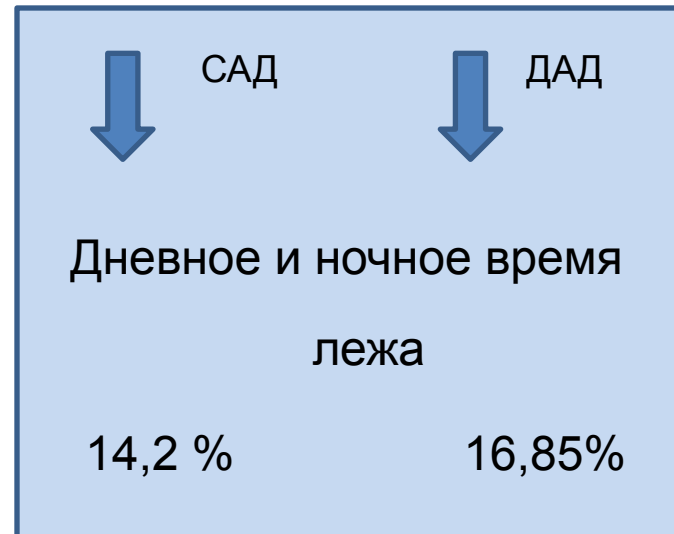 САД ДАД
Дневное и ночное время
лежа
14,2 % 16,85%